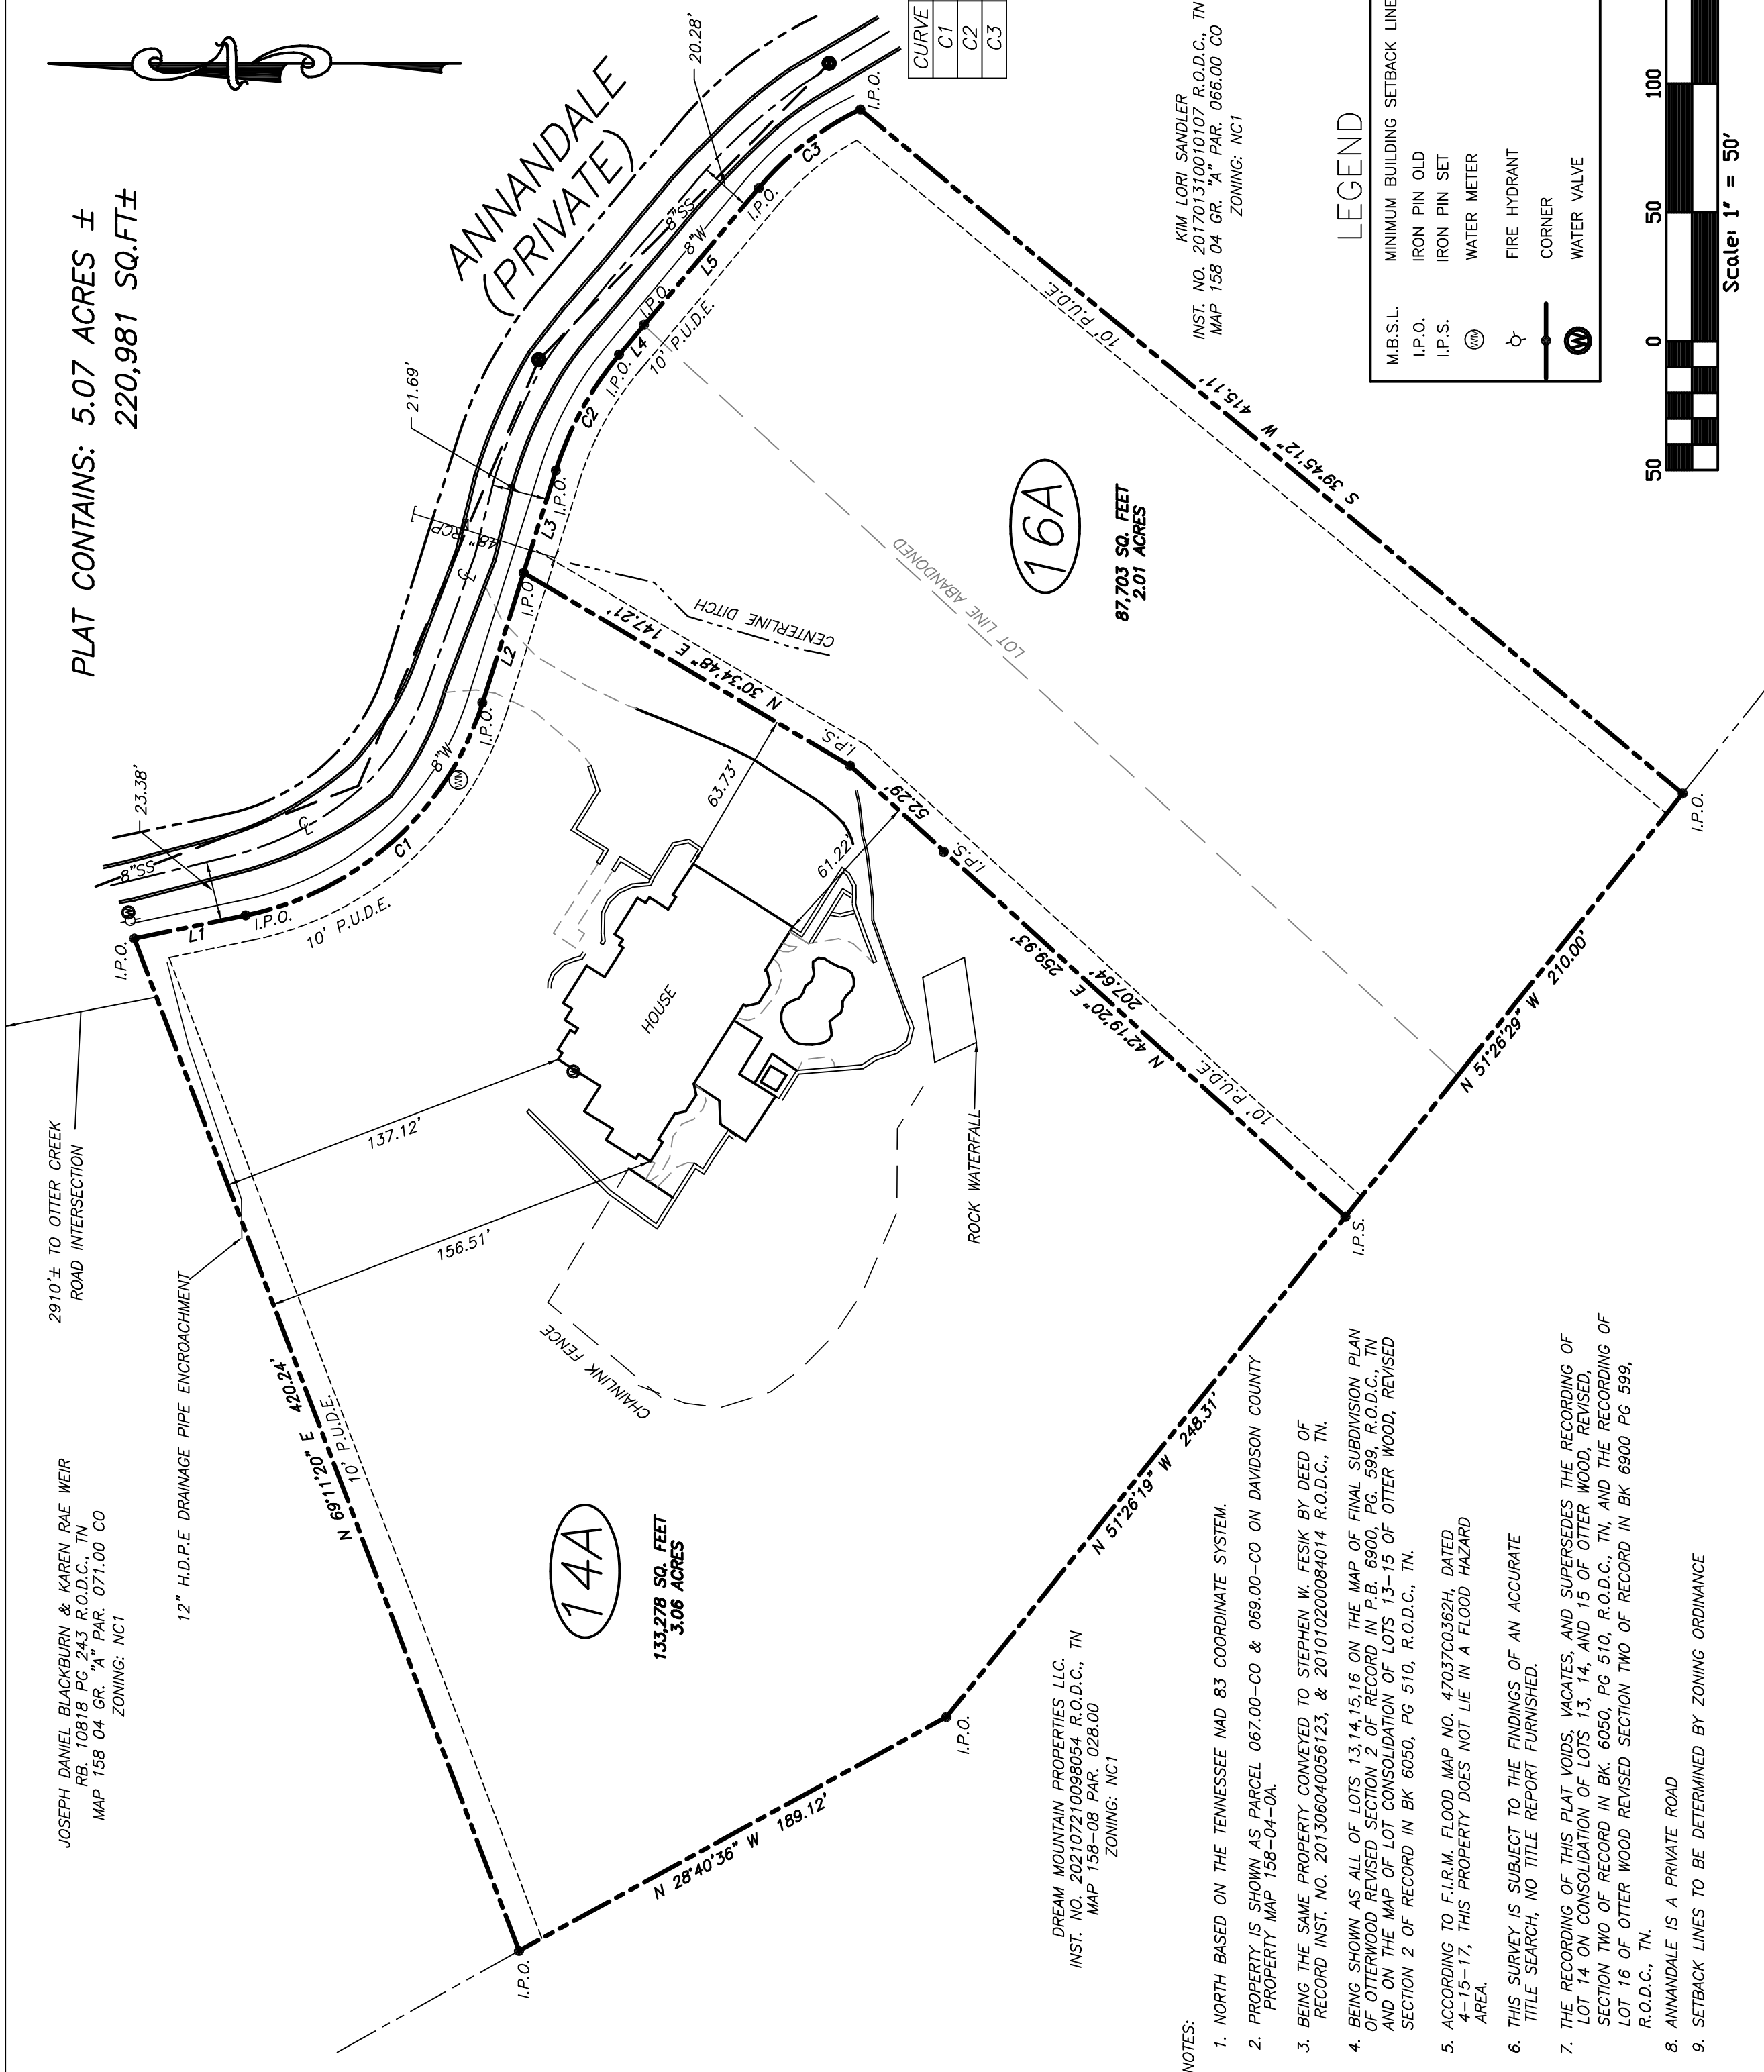 PLAT CONTAINS: 5.07 ACRES ±
220,981 SQ.FT±
JOSEPH DANIEL BLACKBURN & KAREN RAE WEIR
RB. 10818 PG 243 R.O.D.C., TN
MAP 158 04 GR. "A" PAR. 071.00 CO
ZONING: NC1
2910'± TO OTTER CREEK
ROAD INTERSECTION
12" H.D.P.E DRAINAGE PIPE ENCROACHMENT
N 69°11'20" E 420.24'
10' P.U.D.E.
I.P.O.
L1
I.P.O.
8"SS
23.38'
10' P.U.D.E.
C1
8"W
WM
I.P.O.
L2
I.P.O.
48" RCP
L3
I.P.O.
21.69'
C2
I.P.O.
L4
I.P.O.
10' P.U.D.E.
L5
8"W
8"SS
I.P.O.
20.28'
C3
I.P.O.
ANNANDALE
(PRIVATE)
CURVE
C1
C2
C3
137.12'
156.51'
HOUSE
63.73'
61.22'
CHAINLINK FENCE
ROCK WATERFALL
N 30°34'48" E 147.21'
CENTERLINE DITCH
I.P.S.
52.29'
I.P.S.
259.93'
N 42°19'20" E 207.64'
10' P.U.D.E.
LOT LINE ABANDONED
14A
133,278 SQ. FEET
3.06 ACRES
16A
87,703 SQ. FEET
2.01 ACRES
10' P.U.D.E.
S 39°45'12" W 415.11'
I.P.O.
N 51°26'29" W 210.00'
I.P.S.
N 51°26'19" W 248.31'
I.P.O.
N 28°40'36" W 189.12'
I.P.O.
KIM LORI SANDLER
INST. NO. 201701310010107 R.O.D.C., TN
MAP 158 04 GR. "A" PAR. 066.00 CO
ZONING: NC1
DREAM MOUNTAIN PROPERTIES LLC.
INST. NO. 202107210098054 R.O.D.C., TN
MAP 158-08 PAR. 028.00
ZONING: NC1
LEGEND
M.B.S.L. MINIMUM BUILDING SETBACK LINE
I.P.O. IRON PIN OLD
I.P.S. IRON PIN SET
WM WATER METER
FIRE HYDRANT
CORNER
W WATER VALVE
50 0 50 100
Scale: 1" = 50'
NOTES:
1. NORTH BASED ON THE TENNESSEE NAD 83 COORDINATE SYSTEM.
2. PROPERTY IS SHOWN AS PARCEL 067.00-CO & 069.00-CO ON DAVIDSON COUNTY
PROPERTY MAP 158-04-0A.
3. BEING THE SAME PROPERTY CONVEYED TO STEPHEN W. FESIK BY DEED OF
RECORD INST. NO. 201306040056123, & 201010200084014 R.O.D.C., TN.
4. BEING SHOWN AS ALL OF LOTS 13,14,15,16 ON THE MAP OF FINAL SUBDIVISION PLAN
OF OTTERWOOD REVISED SECTION 2 OF RECORD IN P.B. 6900, PG. 599, R.O.D.C., TN
AND ON THE MAP OF LOT CONSOLIDATION OF LOTS 13-15 OF OTTER WOOD, REVISED
SECTION 2 OF RECORD IN BK 6050, PG 510, R.O.D.C., TN.
5. ACCORDING TO F.I.R.M. FLOOD MAP NO. 47037C0362H, DATED
4-15-17, THIS PROPERTY DOES NOT LIE IN A FLOOD HAZARD
AREA.
6. THIS SURVEY IS SUBJECT TO THE FINDINGS OF AN ACCURATE
TITLE SEARCH, NO TITLE REPORT FURNISHED.
7. THE RECORDING OF THIS PLAT VOIDS, VACATES, AND SUPERSEDES THE RECORDING OF
LOT 14 ON CONSOLIDATION OF LOTS 13, 14, AND 15 OF OTTER WOOD, REVISED,
SECTION TWO OF RECORD IN BK. 6050, PG 510, R.O.D.C., TN, AND THE RECORDING OF
LOT 16 OF OTTER WOOD REVISED SECTION TWO OF RECORD IN BK 6900 PG 599,
R.O.D.C., TN.
8. ANNANDALE IS A PRIVATE ROAD
9. SETBACK LINES TO BE DETERMINED BY ZONING ORDINANCE